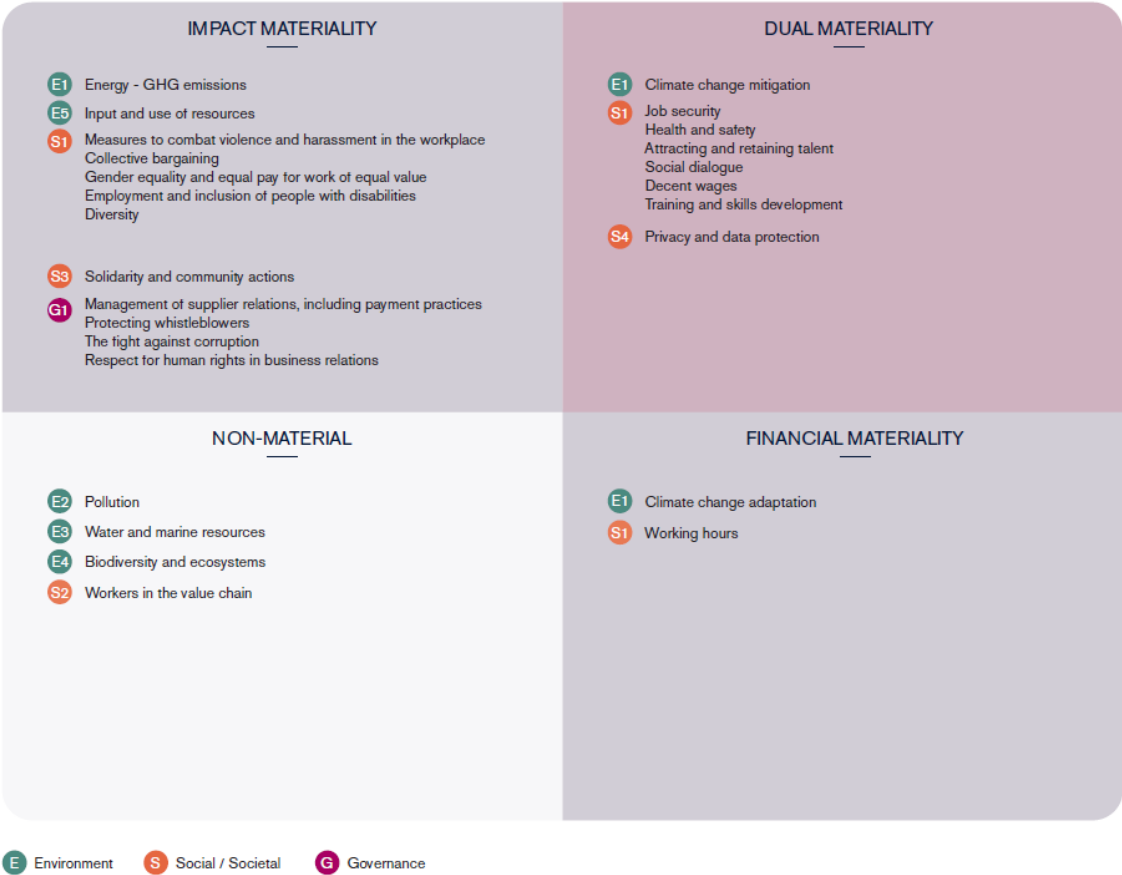 IMPACT MATERIALITY
E1 Energy - GHG emissions
E5 Input and use of resources
S1 Measures to combat violence and harassment in the workplace
Collective bargaining
Gender equality and equal pay for work of equal value
Employment and inclusion of people with disabilities
Diversity
S3 Solidarity and community actions
G1 Management of supplier relations, including payment practices
Protecting whistleblowers
The fight against corruption
Respect for human rights in business relations
DUAL MATERIALITY
E1 Climate change mitigation
S1 Job security
Health and safety
Attracting and retaining talent
Social dialogue
Decent wages
Training and skills development
S4 Privacy and data protection
NON-MATERIAL
E2 Pollution
E3 Water and marine resources
E4 Biodiversity and ecosystems
S2 Workers in the value chain
FINANCIAL MATERIALITY
E1 Climate change adaptation
S1 Working hours
E Environment S Social / Societal G Governance